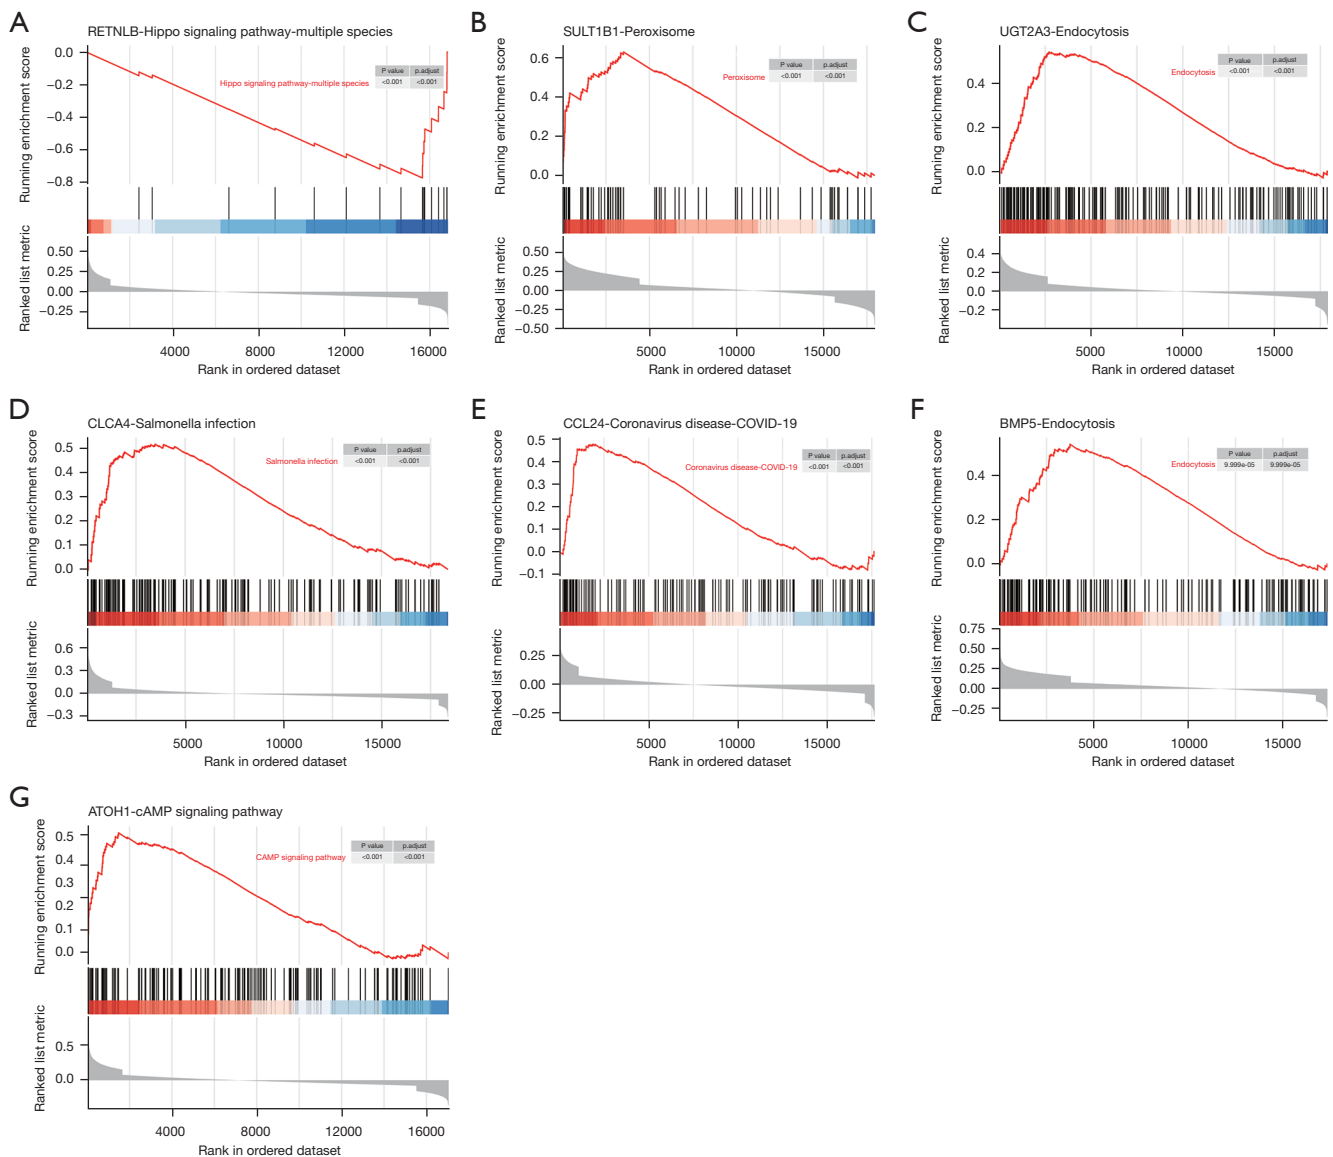 A
RETNLB-Hippo signaling pathway-multiple species
Running enrichment score
0.0
−0.2
−0.4
−0.6
−0.8
Hippo signaling pathway-multiple species
P value p.adjust
<0.001 <0.001
Ranked list metric
0.50
0.25
0.00
−0.25
4000 8000 12000 16000
Rank in ordered dataset
B
SULT1B1-Peroxisome
Running enrichment score
0.6
0.4
0.2
0.0
Peroxisome
P value p.adjust
<0.001 <0.001
Ranked list metric
0.50
0.25
0.00
−0.25
−0.50
5000 10000 15000
Rank in ordered dataset
C
UGT2A3-Endocytosis
Running enrichment score
0.4
0.2
0.0
Endocytosis
P value p.adjust
<0.001 <0.001
Ranked list metric
0.4
0.2
0.0
−0.2
5000 10000 15000
Rank in ordered dataset
D
CLCA4-Salmonella infection
Running enrichment score
0.5
0.4
0.3
0.2
0.1
0.0
Salmonella infection
P value p.adjust
<0.001 <0.001
Ranked list metric
0.6
0.3
0.0
−0.3
5000 10000 15000
Rank in ordered dataset
E
CCL24-Coronavirus disease-COVID-19
Running enrichment score
0.5
0.4
0.3
0.2
0.1
0.0
−0.1
Coronavirus disease-COVID-19
P value p.adjust
<0.001 <0.001
Ranked list metric
0.25
0.00
−0.25
5000 10000 15000
Rank in ordered dataset
F
BMP5-Endocytosis
Running enrichment score
0.4
0.2
0.0
Endocytosis
P value p.adjust
9.999e-05 9.999e-05
Ranked list metric
0.75
0.50
0.25
0.00
−0.25
5000 10000 15000
Rank in ordered dataset
G
ATOH1-cAMP signaling pathway
Running enrichment score
0.5
0.4
0.3
0.2
0.1
0.0
CAMP signaling pathway
P value p.adjust
<0.001 <0.001
Ranked list metric
0.5
0.0
4000 8000 12000 16000
Rank in ordered dataset